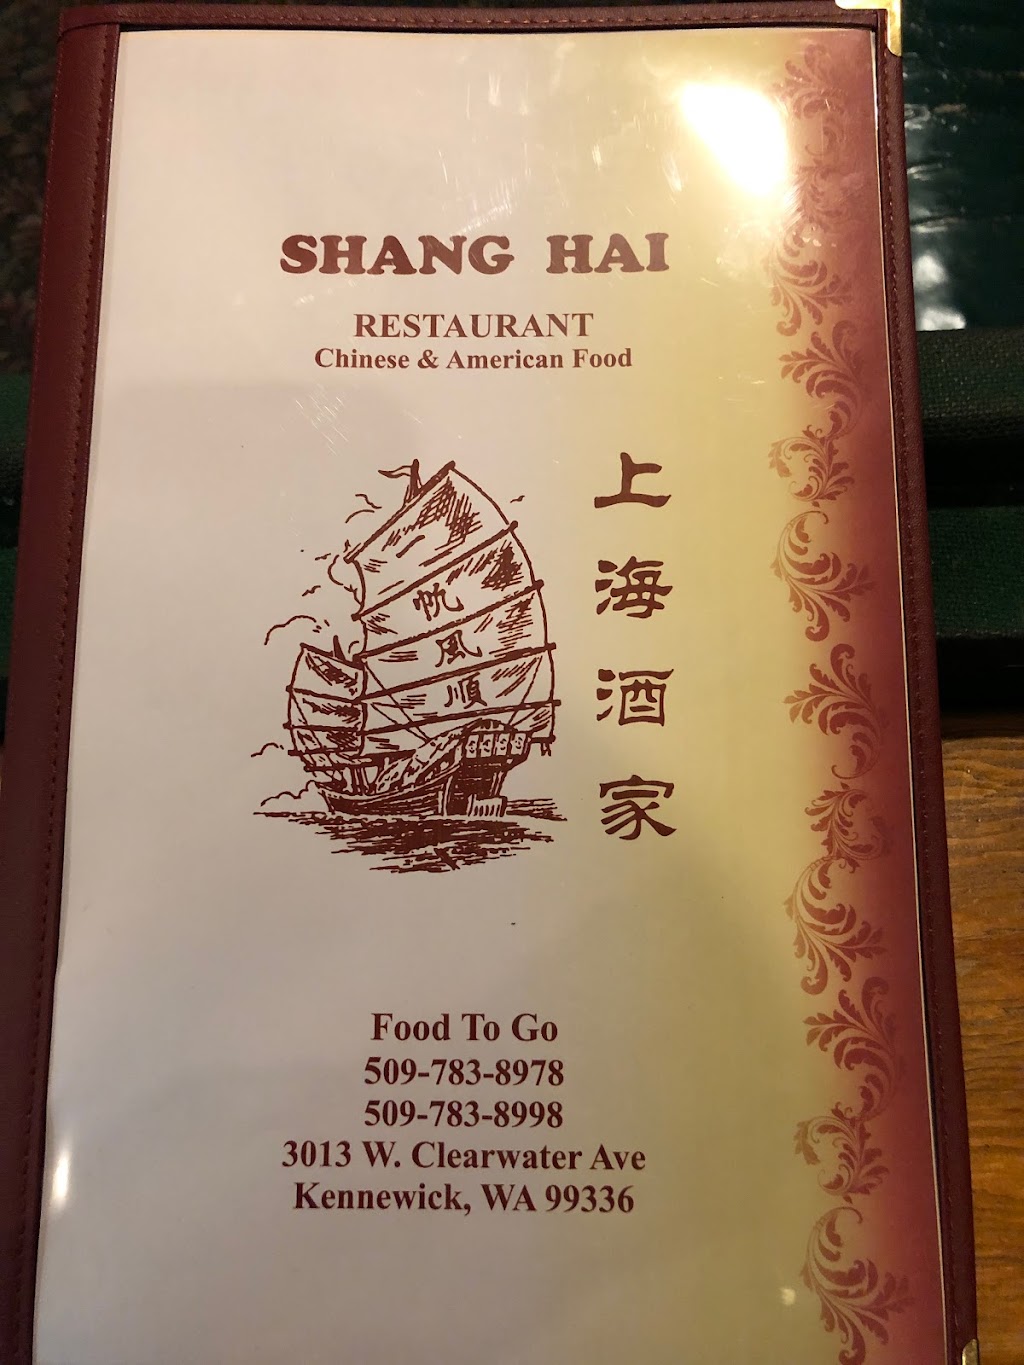 SHANG HAI
RESTAURANT
Chinese & American Food
一
帆
風
順
上
海
酒
家
Food To Go
509-783-8978
509-783-8998
3013 W. Clearwater Ave
Kennewick, WA 99336